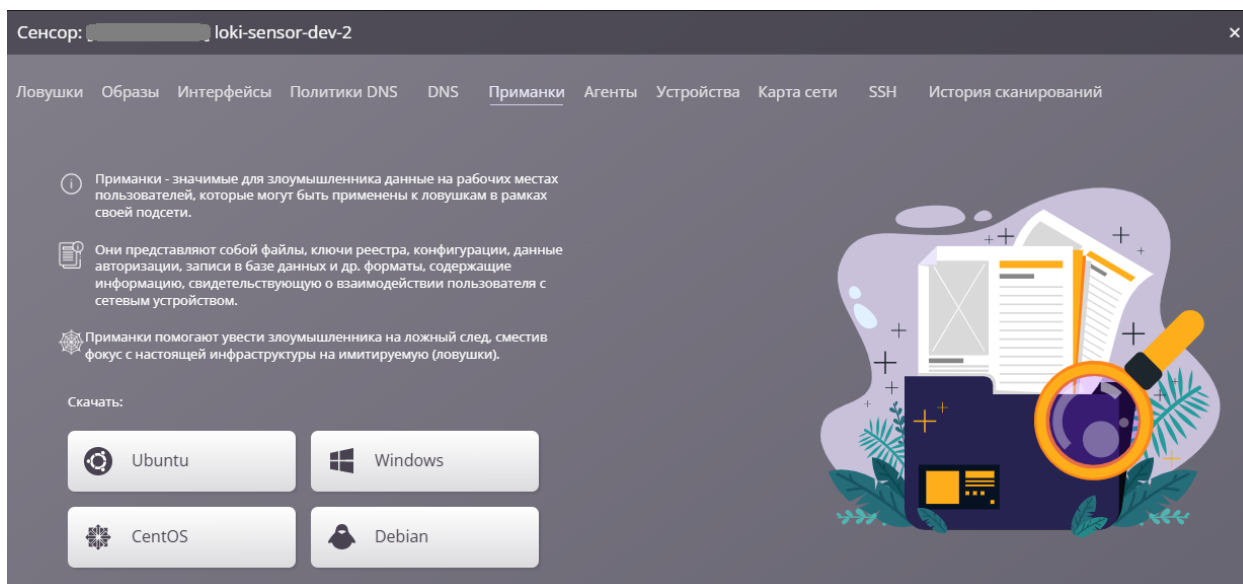 Сенсор: [ ] loki-sensor-dev-2
Ловушки Образы Интерфейсы Политики DNS DNS Приманки Агенты Устройства Карта сети SSH История сканирований
Приманки - значимые для злоумышленника данные на рабочих местах
пользователей, которые могут быть применены к ловушкам в рамках
своей подсети.
Они представляют собой файлы, ключи реестра, конфигурации, данные
авторизации, записи в базе данных и др. форматы, содержащие
информацию, свидетельствующую о взаимодействии пользователя с
сетевым устройством.
Приманки помогают увести злоумышленника на ложный след, сместив
фокус с настоящей инфраструктуры на имитируемую (ловушки).
Скачать:
Ubuntu
Windows
CentOS
Debian